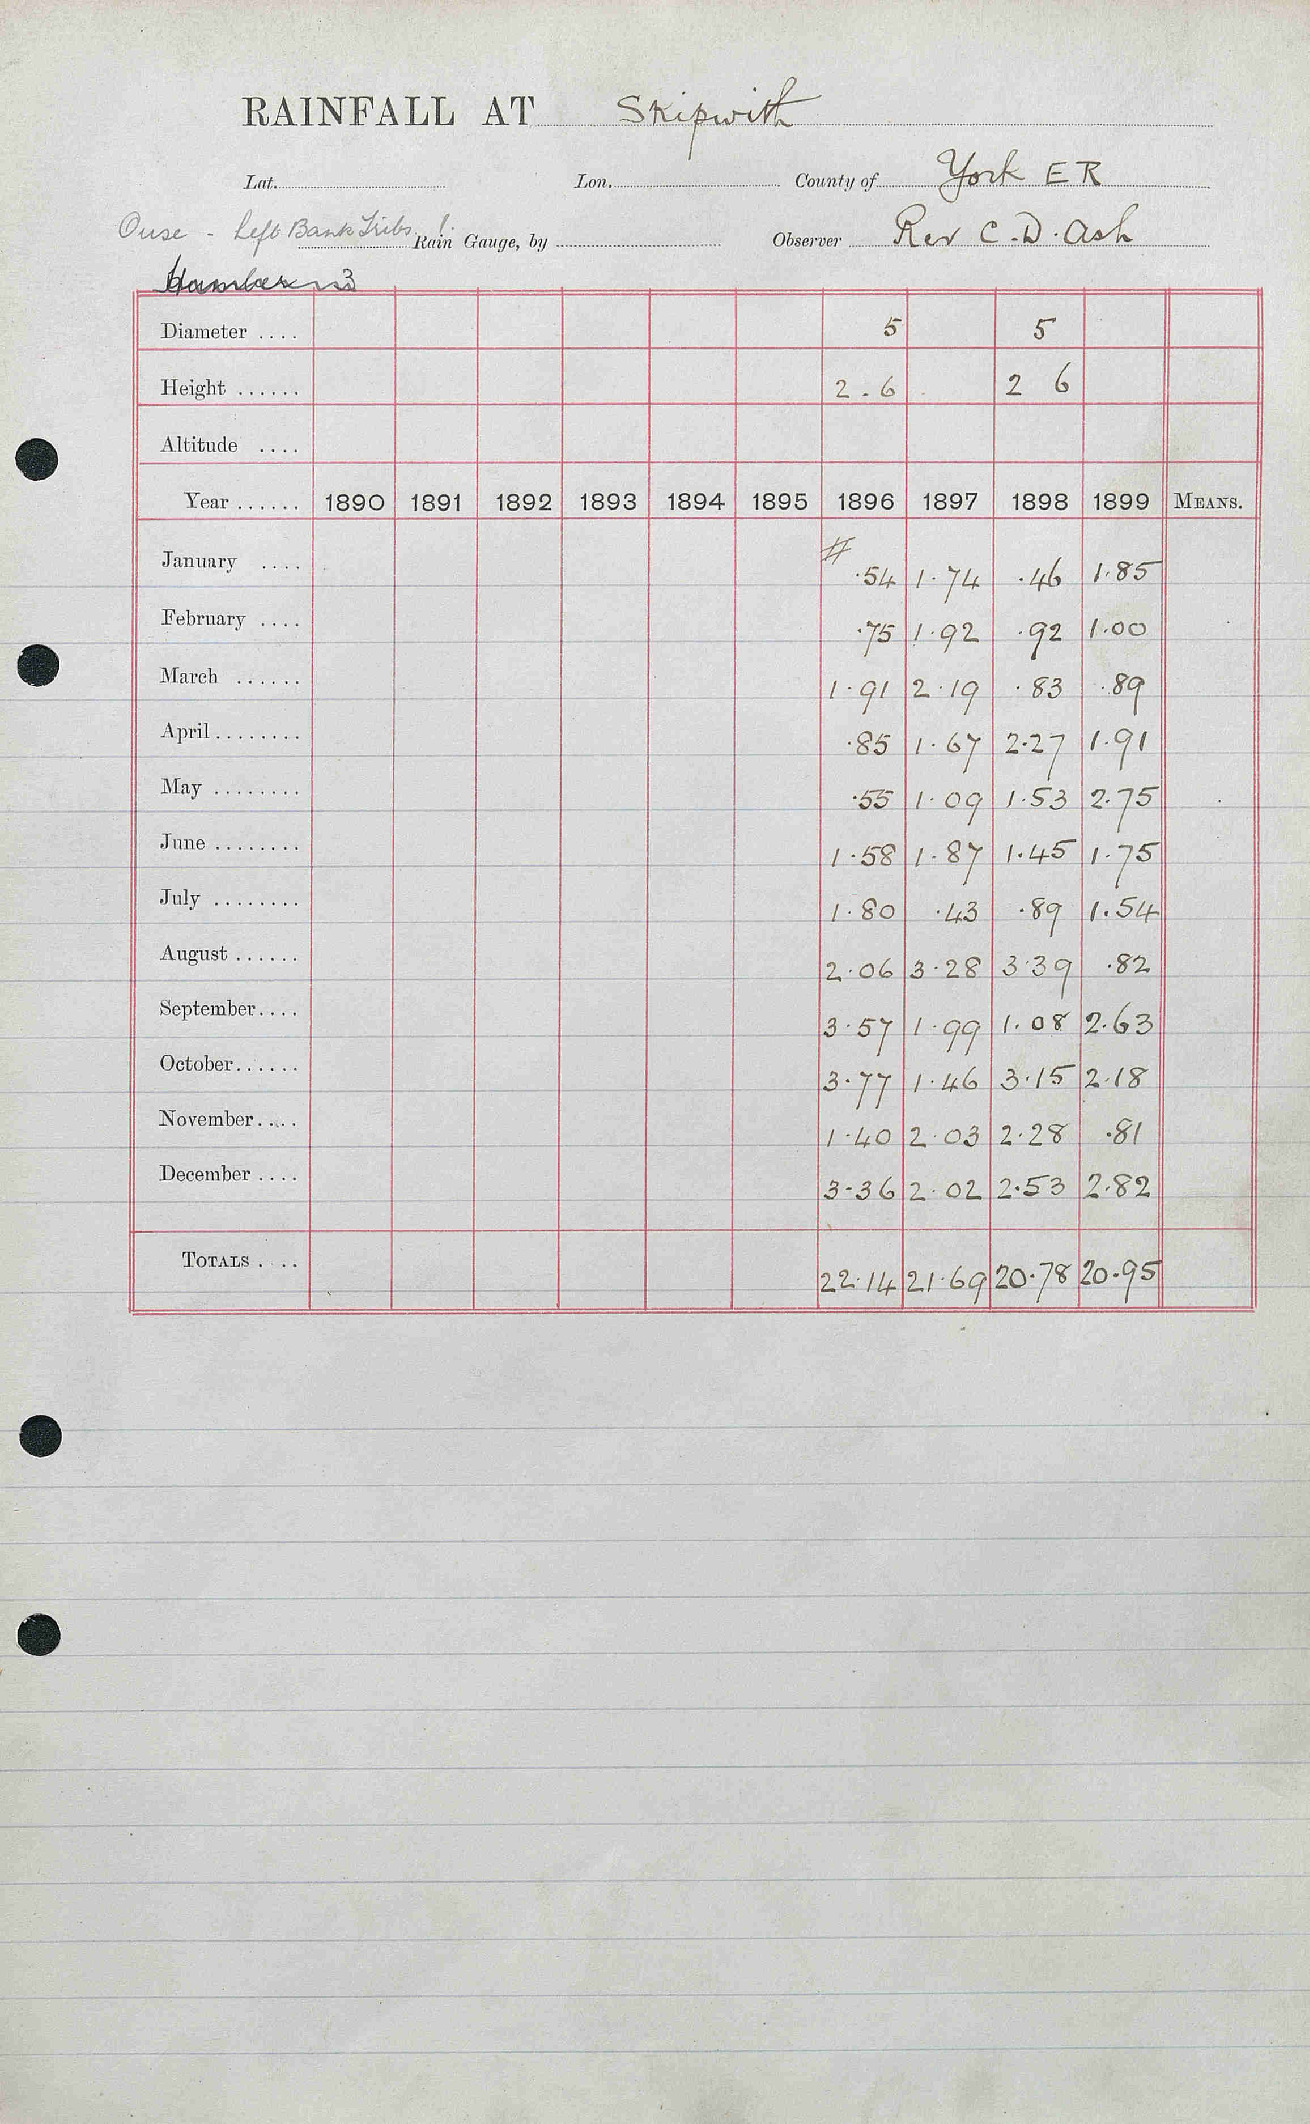 RAINFALL AT Skipwith
Lat. Lon. County of York ER
Ouse - Left Bank Tribs. Rain Gauge, by Observer Rev C.D. Ash
Diameter .... 5 5
Height ...... 2.6 2 6
Altitude ....
Year ...... 1890 1891 1892 1893 1894 1895 1896 1897 1898 1899 MEANS.
#
January .... .54 1.74 .46 1.85
February .... .75 1.92 .92 1.00
March ...... 1.91 2.19 .83 .89
April........ .85 1.67 2.27 1.91
May ........ .55 1.09 1.53 2.75
June ........ 1.58 1.87 1.45 1.75
July ........ 1.80 .43 .89 1.54
August ...... 2.06 3.28 3.39 .82
September.... 3.57 1.99 1.08 2.63
October...... 3.77 1.46 3.15 2.18
November.... 1.40 2.03 2.28 .81
December .... 3.36 2.02 2.53 2.82
TOTALS .... 22.14 21.69 20.78 20.95